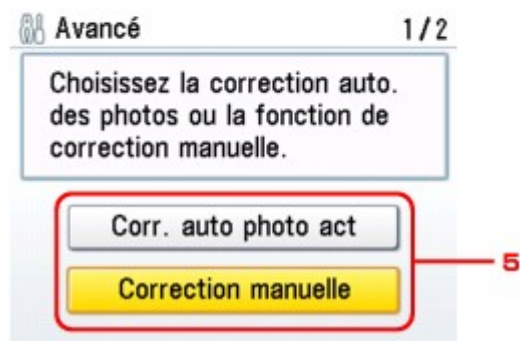 Avancé 1/2
Choisissez la correction auto.
des photos ou la fonction de
correction manuelle.
Corr. auto photo act
5
Correction manuelle